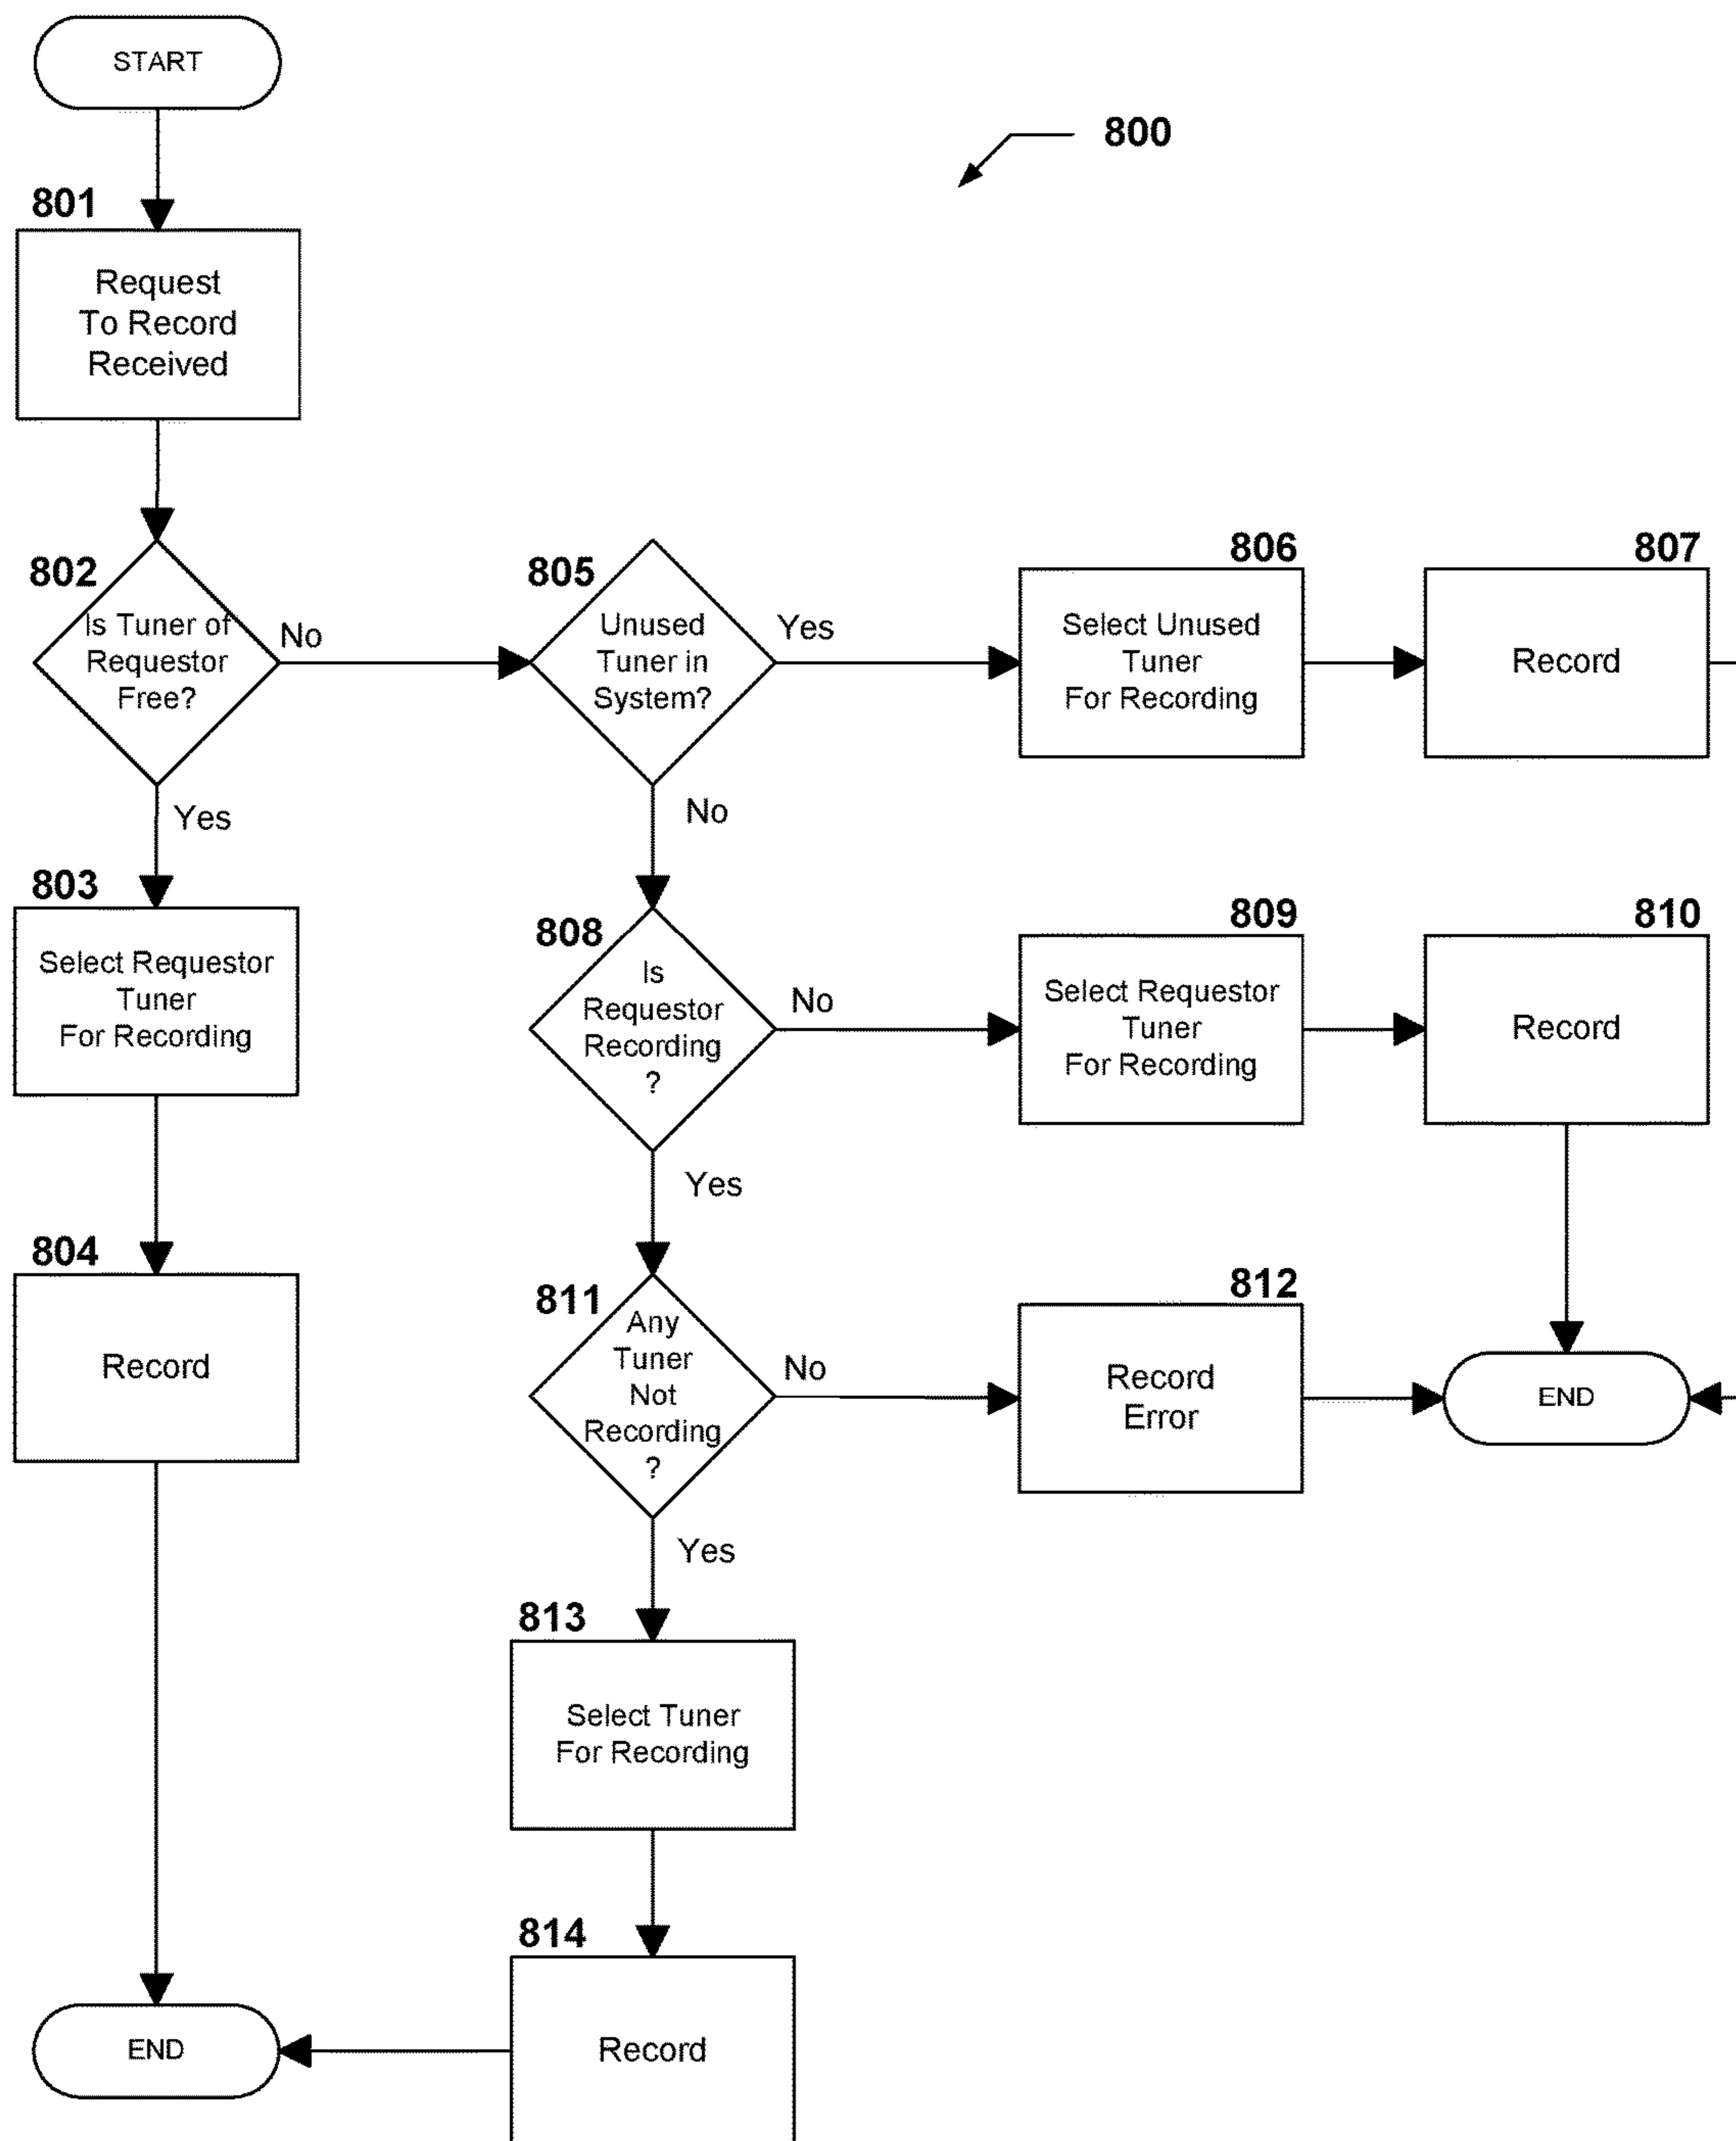 START
800
801
Request
To Record
Received
802
Is Tuner of
Requestor
Free?
No
Yes
805
Unused
Tuner in
System?
Yes
No
806
Select Unused
Tuner
For Recording
807
Record
803
Select Requestor
Tuner
For Recording
808
Is
Requestor
Recording
?
No
Yes
809
Select Requestor
Tuner
For Recording
810
Record
804
Record
811
Any
Tuner
Not
Recording
?
No
Yes
812
Record
Error
END
813
Select Tuner
For Recording
814
Record
END